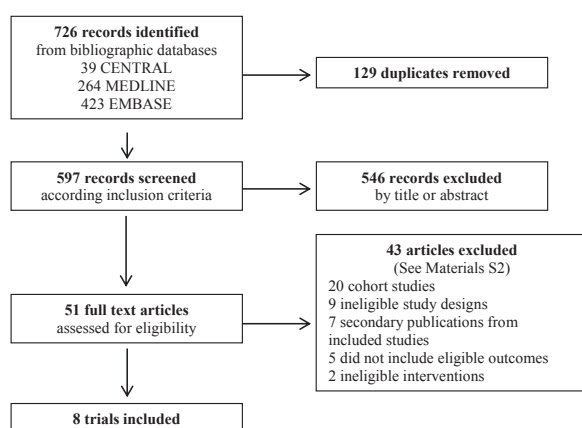 726 records identified
from bibliographic databases
39 CENTRAL
264 MEDLINE
423 EMBASE
129 duplicates removed
597 records screened
according inclusion criteria
546 records excluded
by title or abstract
43 articles excluded
(See Materials S2)
20 cohort studies
9 ineligible study designs
7 secondary publications from
included studies
5 did not include eligible outcomes
2 ineligible interventions
51 full text articles
assessed for eligibility
8 trials included